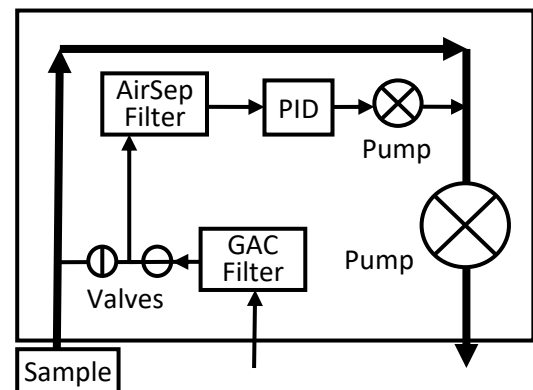 AirSep
Filter
PID
Pump
GAC
Filter
Pump
Valves
Sample